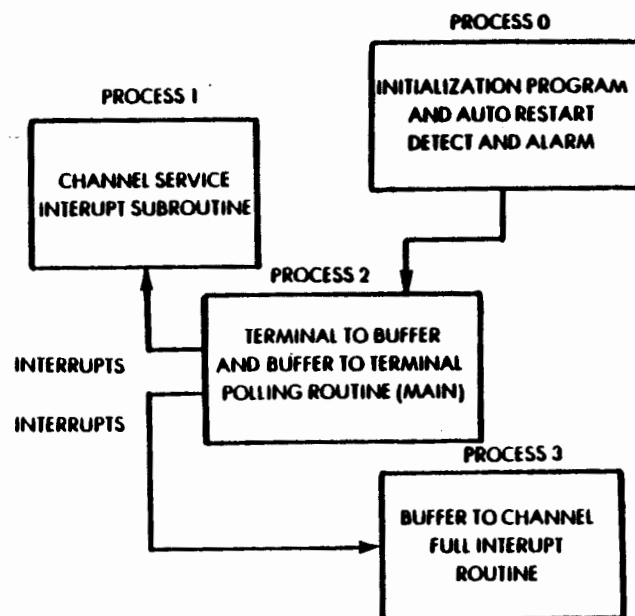 PROCESS 0
INITIALIZATION PROGRAM
AND AUTO RESTART
DETECT AND ALARM
PROCESS 1
CHANNEL SERVICE
INTERUPT SUBROUTINE
PROCESS 2
TERMINAL TO BUFFER
AND BUFFER TO TERMINAL
POLLING ROUTINE (MAIN)
INTERRUPTS
INTERRUPTS
PROCESS 3
BUFFER TO CHANNEL
FULL INTERUPT
ROUTINE